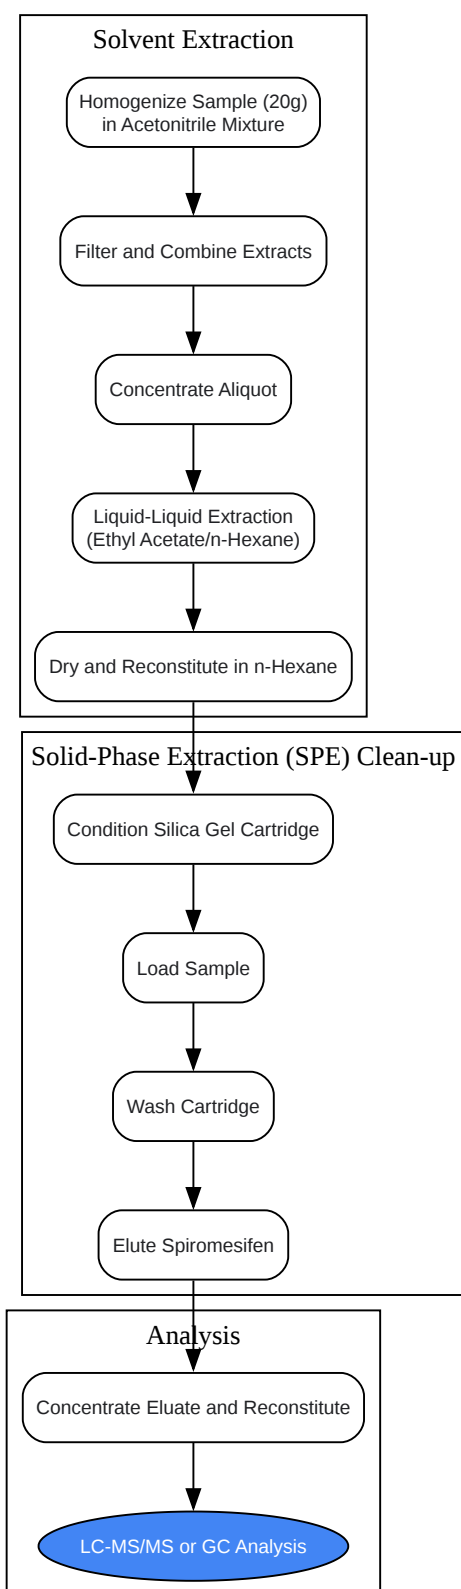 Solvent Extraction
Homogenize Sample (20g)
in Acetonitrile Mixture
Filter and Combine Extracts
Concentrate Aliquot
Liquid-Liquid Extraction
(Ethyl Acetate/n-Hexane)
Dry and Reconstitute in n-Hexane
Solid-Phase Extraction (SPE) Clean-up
Condition Silica Gel Cartridge
Load Sample
Wash Cartridge
Elute Spiromesifen
Analysis
Concentrate Eluate and Reconstitute
LC-MS/MS or GC Analysis